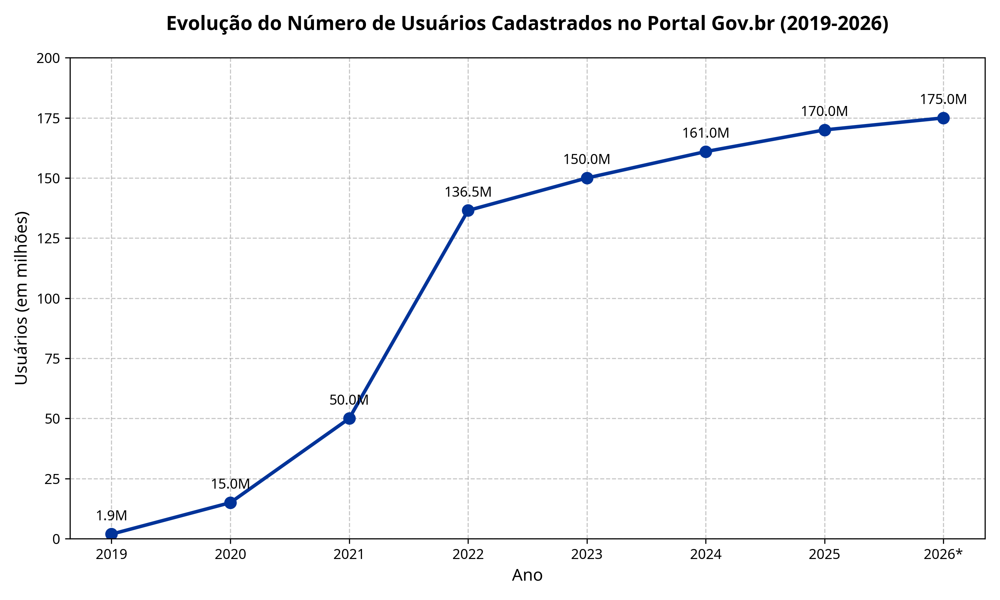 Evolução do Número de Usuários Cadastrados no Portal Gov.br (2019-2026)
Usuários (em milhões)
200
175
150
125
100
75
50
25
0
1.9M
15.0M
50.0M
136.5M
150.0M
161.0M
170.0M
175.0M
2019 2020 2021 2022 2023 2024 2025 2026*
Ano